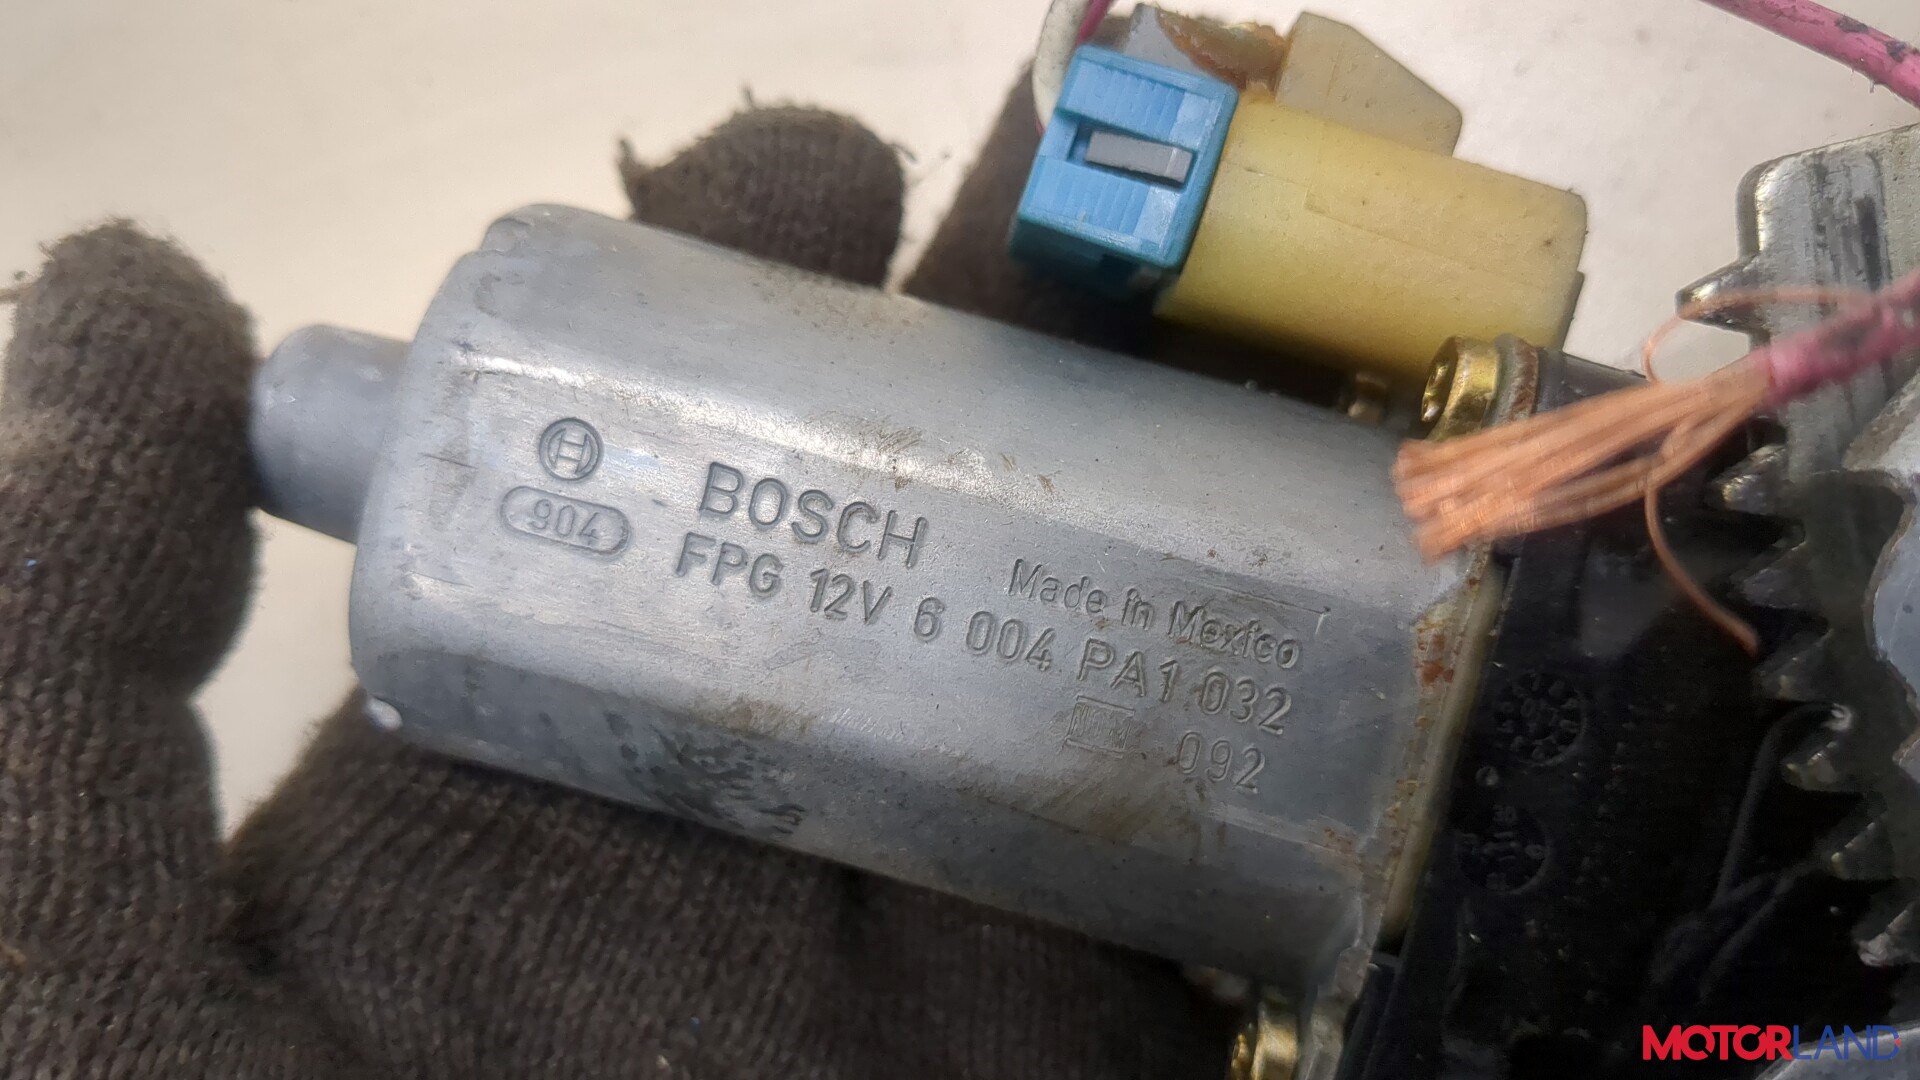 BOSCH
904
Made in Mexico
FPG 12V 6 004 PA1 032
092
MOTORLAND